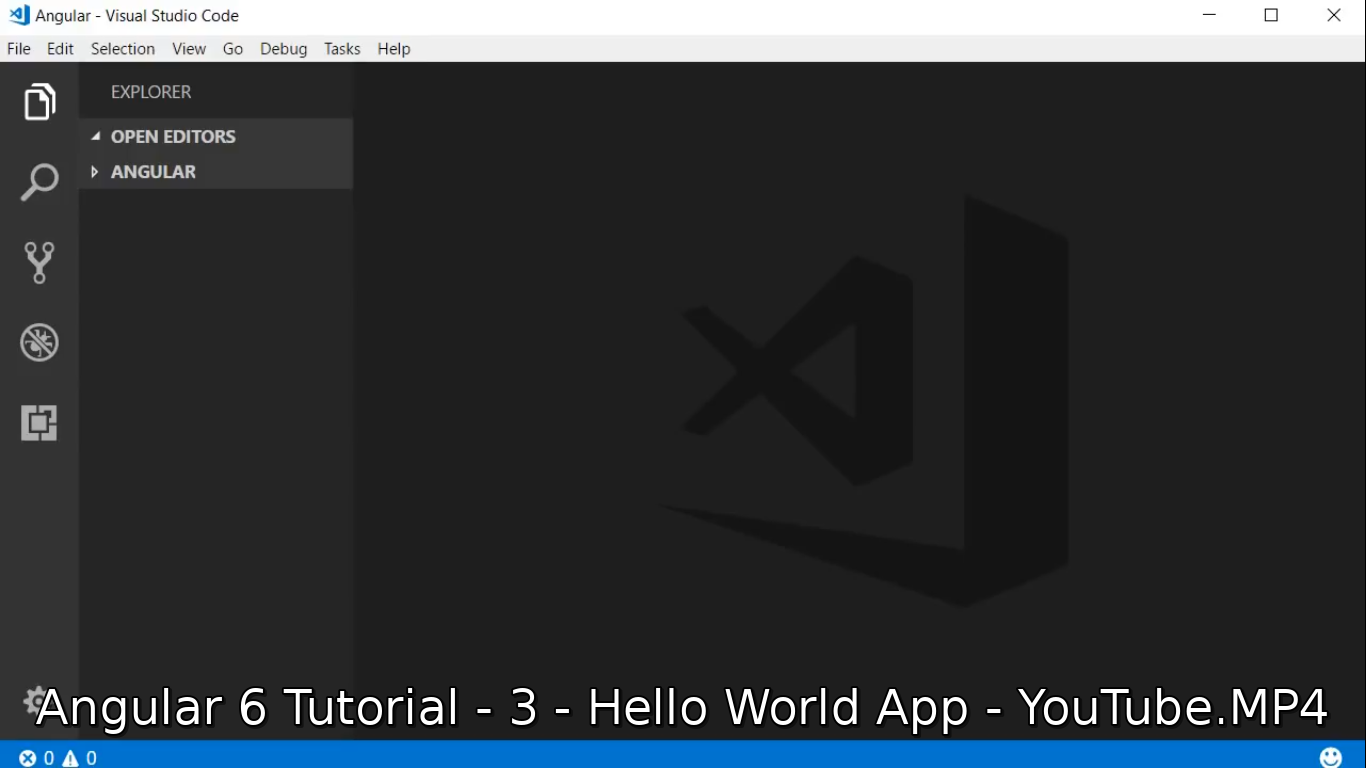 Angular - Visual Studio Code
File Edit Selection View Go Debug Tasks Help
EXPLORER
OPEN EDITORS
ANGULAR
Angular 6 Tutorial - 3 - Hello World App - YouTube.MP4
0 0